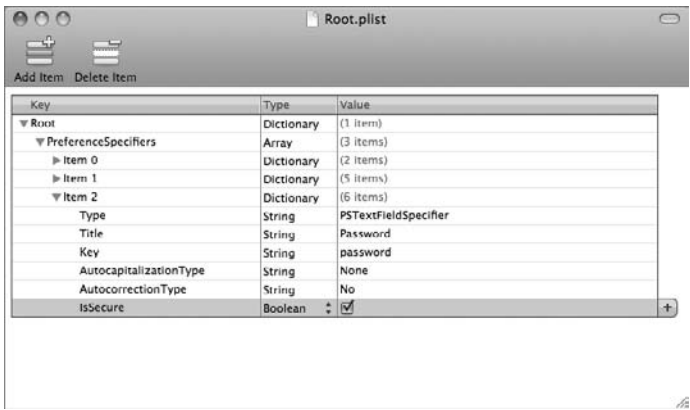 Root.plist
Add Item Delete Item
Key Type Value
Root Dictionary (1 item)
PreferenceSpecifiers Array (3 items)
Item 0 Dictionary (2 items)
Item 1 Dictionary (5 items)
Item 2 Dictionary (6 items)
Type String PSTextFieldSpecifier
Title String Password
Key String password
AutocapitalizationType String None
AutocorrectionType String No
IsSecure Boolean